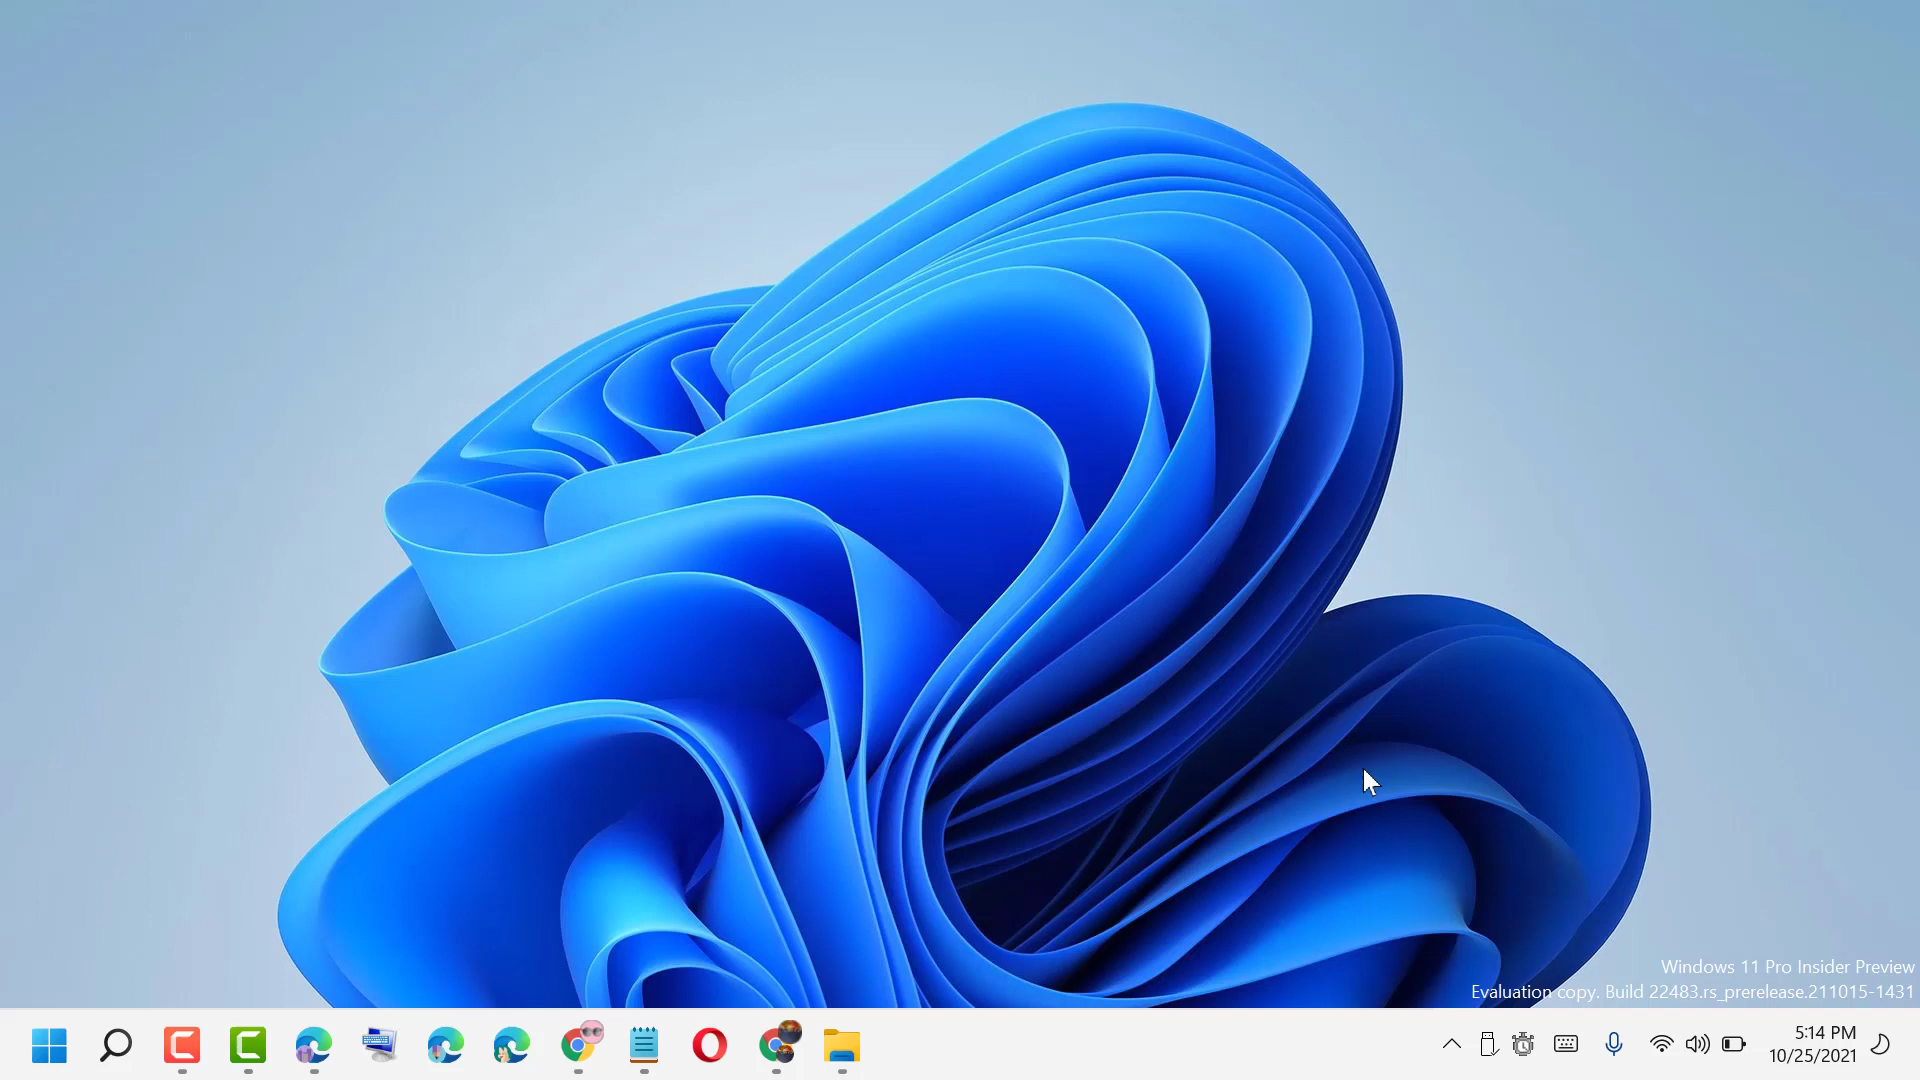 Windows 11 Pro Insider Preview
Evaluation copy. Build 22483.rs_prerelease.211015-1431
5:14 PM
10/25/2021